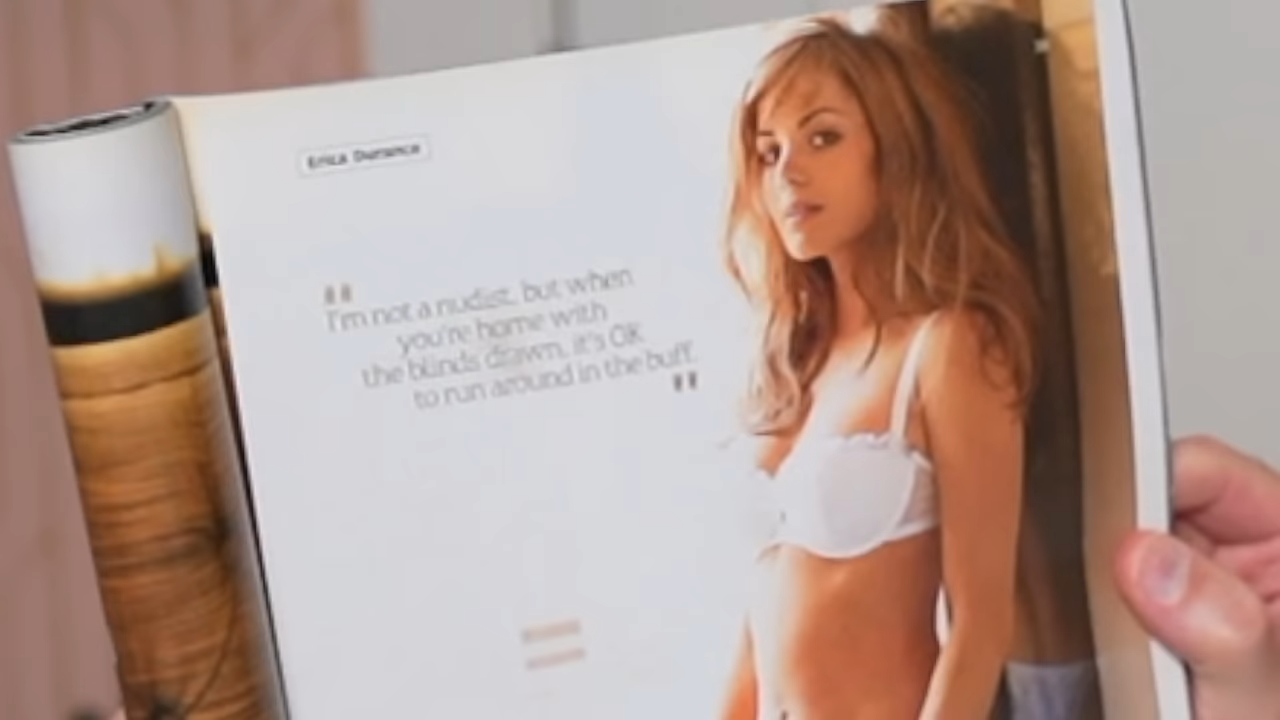 Erica Durance
"
I'm not a nudist, but when
you're home with
the blinds drawn, it's OK
to run around in the buff.
"